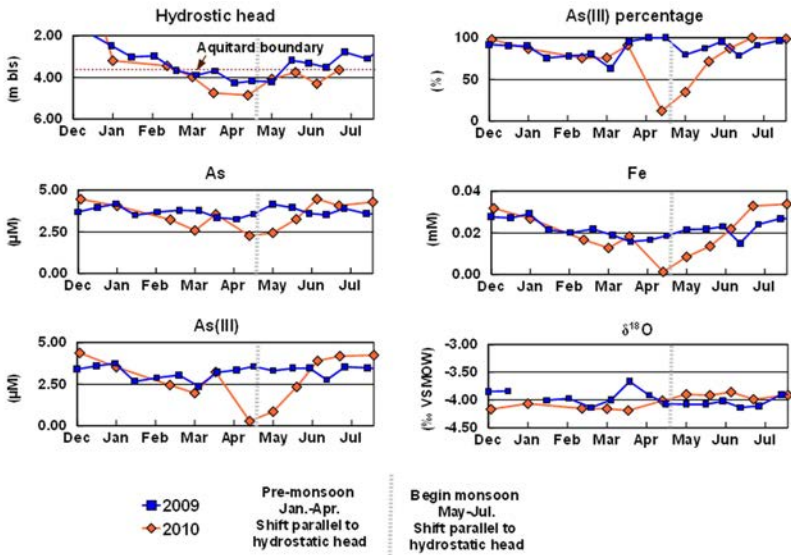 Hydrostic head
2.00
4.00
6.00
(m bls)
Aquitard boundary
Dec Jan Feb Mar Apr May Jun Jul
As(III) percentage
100
50
0
(%)
Dec Jan Feb Mar Apr May Jun Jul
As
5.00
2.50
0.00
(µM)
Dec Jan Feb Mar Apr May Jun Jul
Fe
0.04
0.02
0.00
(mM)
Dec Jan Feb Mar Apr May Jun Jul
As(III)
5.00
2.50
0.00
(µM)
Dec Jan Feb Mar Apr May Jun Jul
δ¹⁸O
-3.00
-4.00
-4.50
(‰ VSMOW)
Dec Jan Feb Mar Apr May Jun Jul
2009
2010
Pre-monsoon
Jan.-Apr.
Shift parallel to
hydrostatic head
Begin monsoon
May-Jul.
Shift parallel to
hydrostatic head